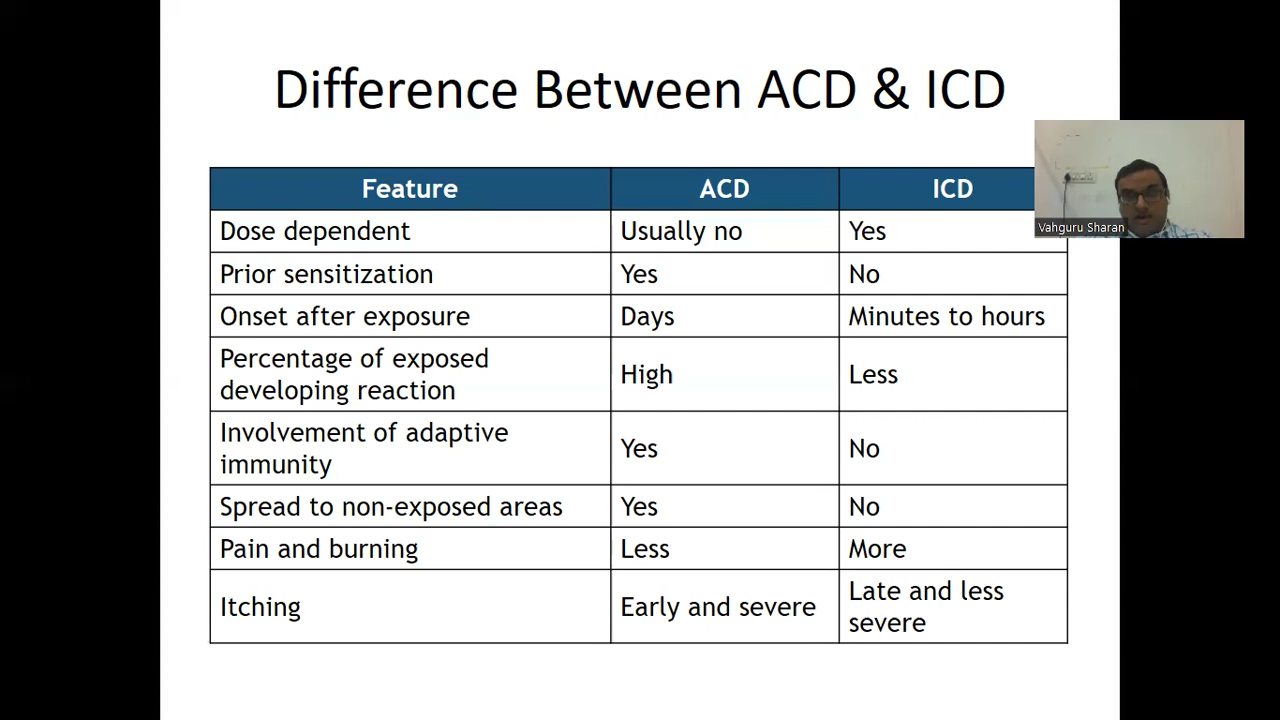 Difference Between ACD & ICD
Feature ACD ICD
Dose dependent Usually no Yes
Prior sensitization Yes No
Onset after exposure Days Minutes to hours
Percentage of exposed
developing reaction High Less
Involvement of adaptive
immunity Yes No
Spread to non-exposed areas Yes No
Pain and burning Less More
Itching Early and severe Late and less
severe
Vahguru Sharan